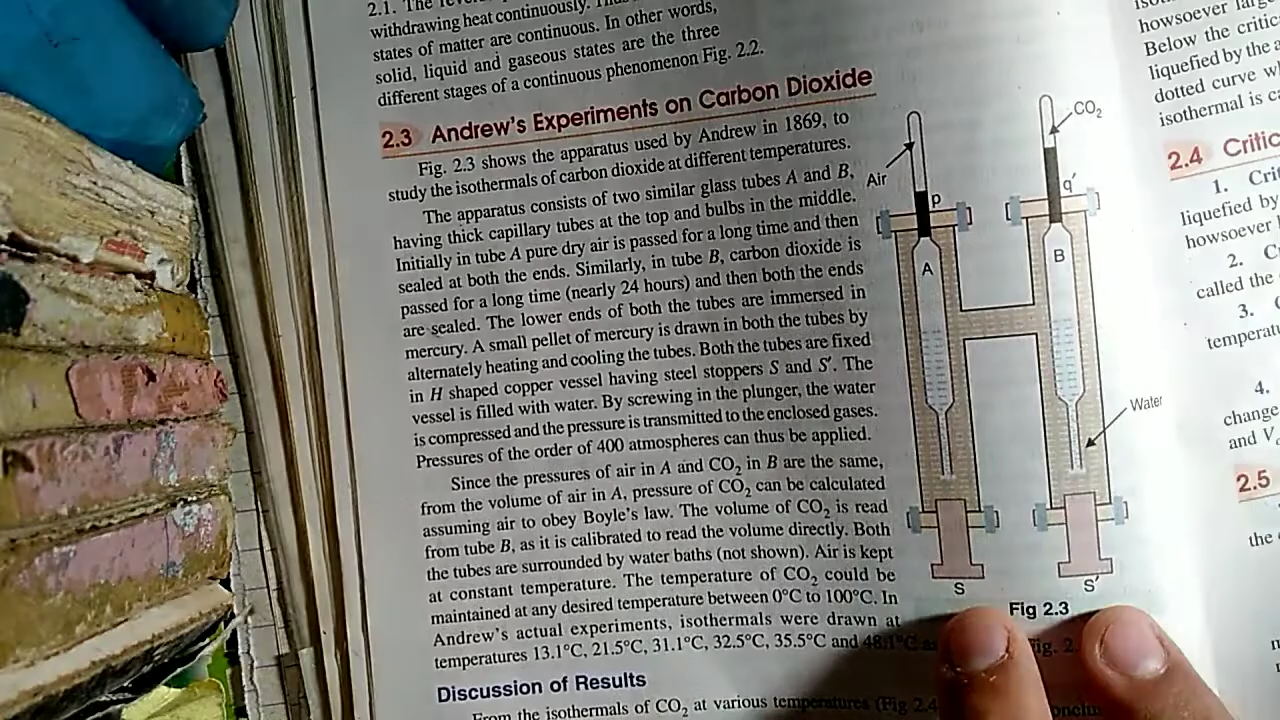 2.1. The
withdrawing heat continuously.
states of matter are continuous. In other words,
solid, liquid and gaseous states are the three
different stages of a continuous phenomenon Fig. 2.2.
2.3 Andrew's Experiments on Carbon Dioxide
Fig. 2.3 shows the apparatus used by Andrew in 1869, to
study the isothermals of carbon dioxide at different temperatures.
The apparatus consists of two similar glass tubes A and B,
having thick capillary tubes at the top and bulbs in the middle.
Initially in tube A pure dry air is passed for a long time and then
sealed at both the ends. Similarly, in tube B, carbon dioxide is
passed for a long time (nearly 24 hours) and then both the ends
are sealed. The lower ends of both the tubes are immersed in
mercury. A small pellet of mercury is drawn in both the tubes by
alternately heating and cooling the tubes. Both the tubes are fixed
in H shaped copper vessel having steel stoppers S and S′. The
vessel is filled with water. By screwing in the plunger, the water
is compressed and the pressure is transmitted to the enclosed gases.
Pressures of the order of 400 atmospheres can thus be applied.
Since the pressures of air in A and CO₂ in B are the same,
from the volume of air in A, pressure of CO₂ can be calculated
assuming air to obey Boyle's law. The volume of CO₂ is read
from tube B, as it is calibrated to read the volume directly. Both
the tubes are surrounded by water baths (not shown). Air is kept
at constant temperature. The temperature of CO₂ could be
maintained at any desired temperature between 0°C to 100°C. In
Andrew's actual experiments, isothermals were drawn at
temperatures 13.1°C, 21.5°C, 31.1°C, 32.5°C, 35.5°C and 48.1°C as
Discussion of Results
From the isothermals of CO₂ at various temperatures (Fig 2.4
CO₂
Air
p
q′
A
B
Water
S
S′
Fig 2.3
howsoever large
Below the critic
liquefied by the a
dotted curve w
isothermal is c
2.4 Critic
1. Crit
liquefied by
howsoever
2. C
called the
3.
temperat
4.
change
and V
2.5
the